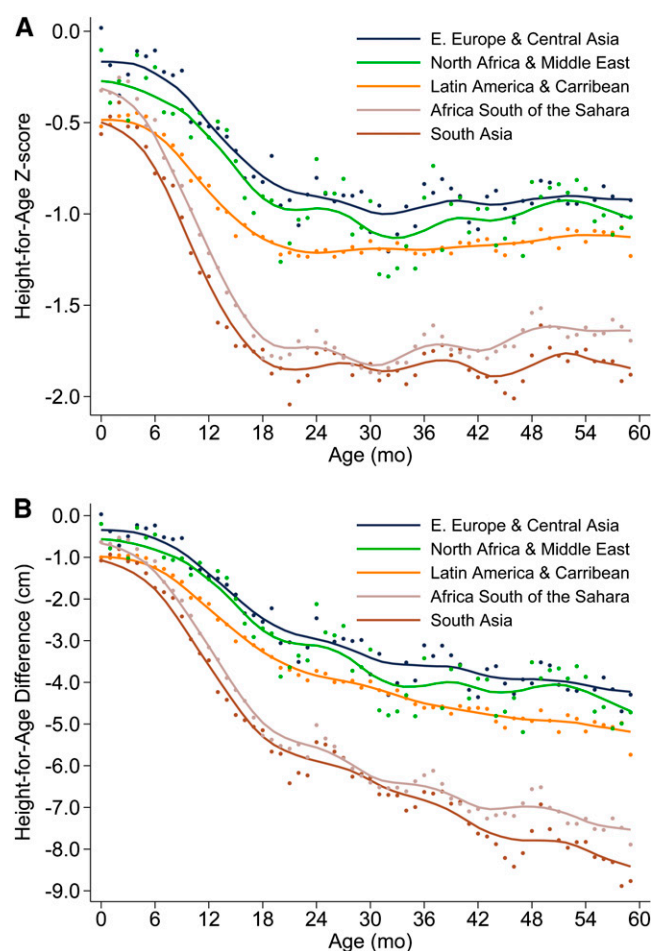 A
0.0
-0.5
-1.0
-1.5
-2.0
Height-for-Age Z-score
E. Europe & Central Asia
North Africa & Middle East
Latin America & Carribean
Africa South of the Sahara
South Asia
0 6 12 18 24 30 36 42 48 54 60
Age (mo)
B
0.0
-1.0
-2.0
-3.0
-4.0
-5.0
-6.0
-7.0
-8.0
-9.0
Height-for-Age Difference (cm)
E. Europe & Central Asia
North Africa & Middle East
Latin America & Carribean
Africa South of the Sahara
South Asia
0 6 12 18 24 30 36 42 48 54 60
Age (mo)